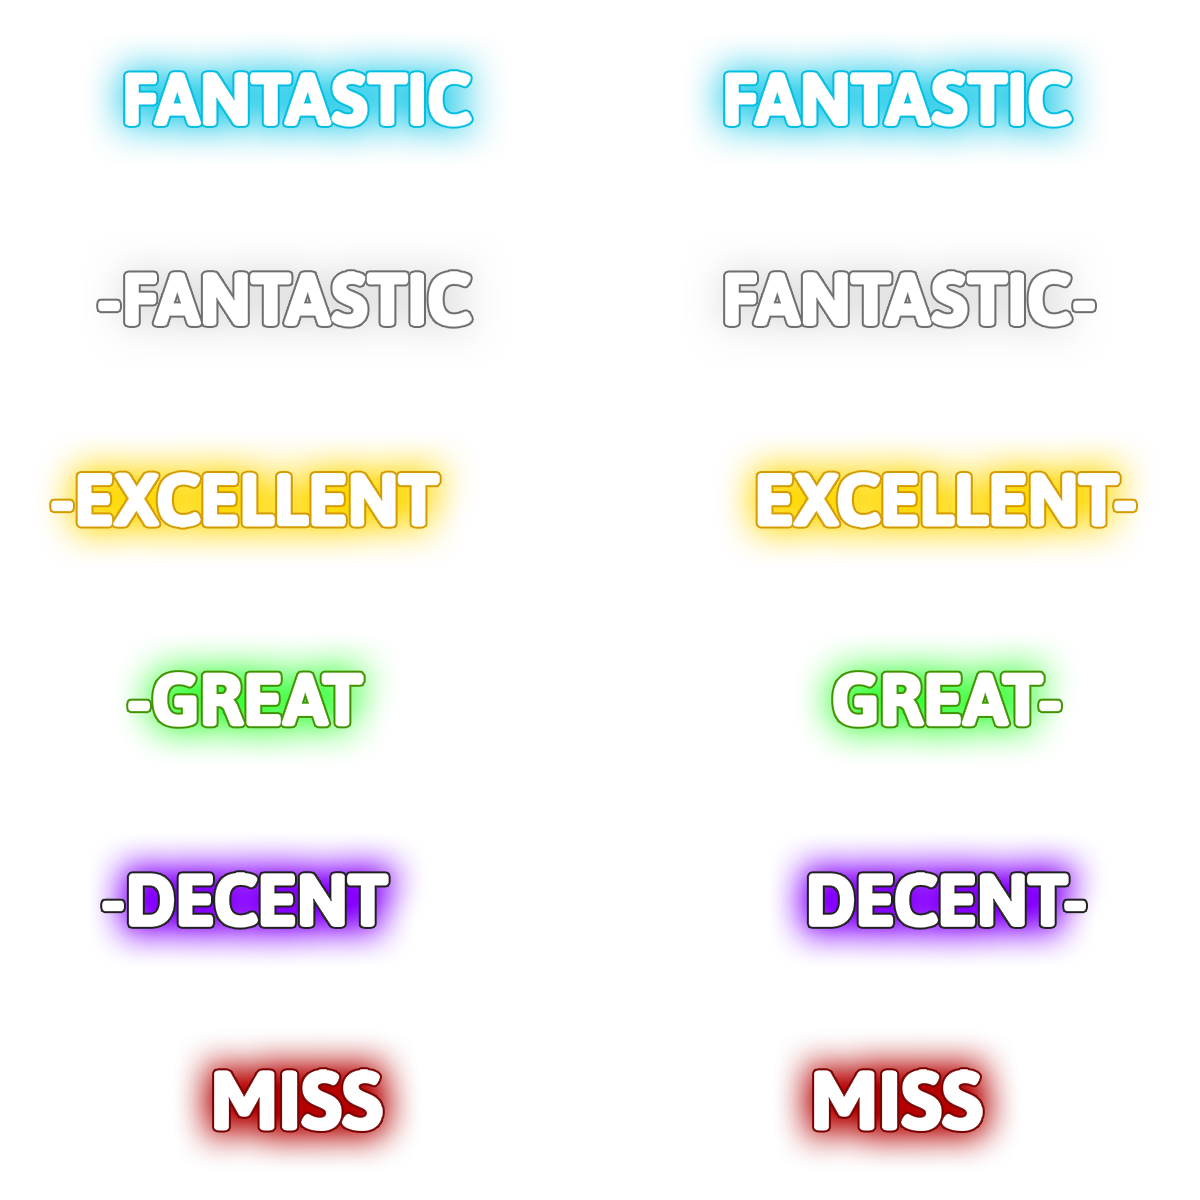 FANTASTIC FANTASTIC
-FANTASTIC FANTASTIC-
-EXCELLENT EXCELLENT-
-GREAT GREAT-
-DECENT DECENT-
MISS MISS